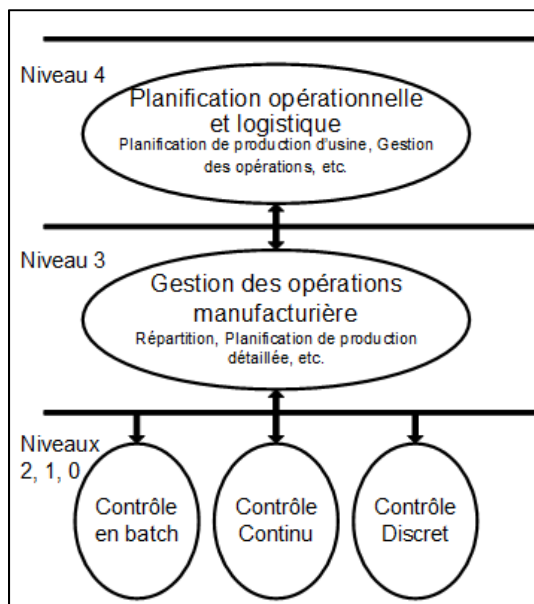 Niveau 4
Planification opérationnelle
et logistique
Planification de production d'usine, Gestion
des opérations, etc.
Niveau 3
Gestion des opérations
manufacturière
Répartition, Planification de production
détaillée, etc.
Niveaux
2, 1, 0
Contrôle
en batch
Contrôle
Continu
Contrôle
Discret